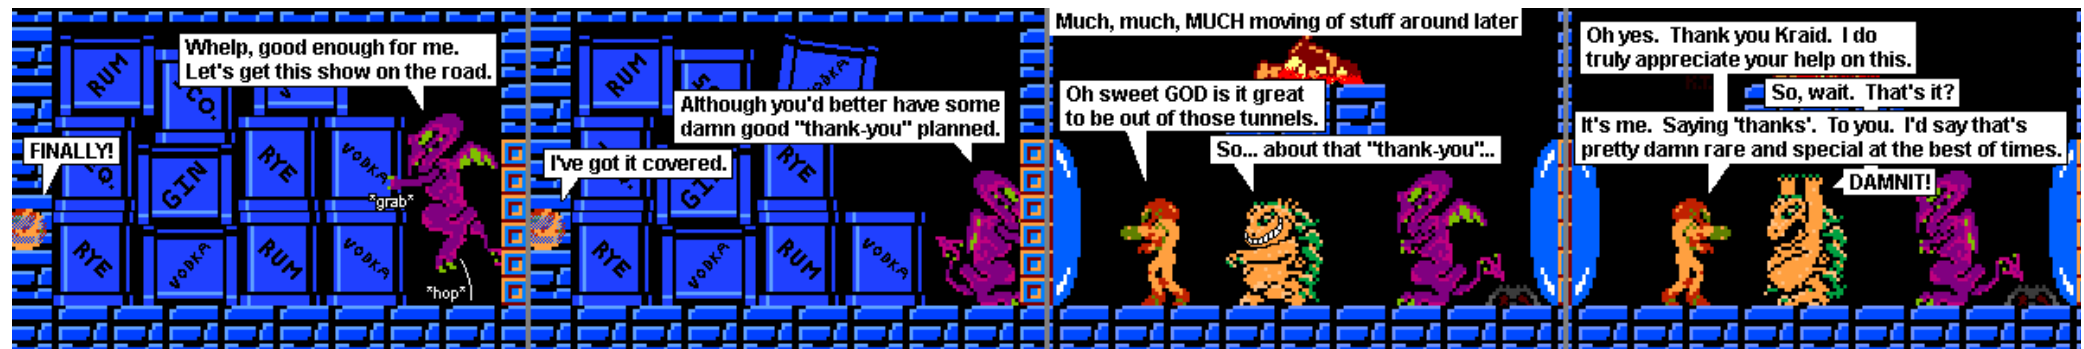 Whelp, good enough for me.
Let's get this show on the road.
FINALLY!
RUM
CO.
V
EQ.
GIN
RYE
VODKA
*grab*
RYE
VODKA
RUM
VODKA
*hop*
Although you'd better have some
damn good "thank-you" planned.
I've got it covered.
RUM
S
VODKA
GIN
RYE
RYE
VODKA
RUM
VODKA
Much, much, MUCH moving of stuff around later
Oh sweet GOD is it great
to be out of those tunnels.
So... about that "thank-you"...
Oh yes. Thank you Kraid. I do
truly appreciate your help on this.
So, wait. That's it?
It's me. Saying 'thanks'. To you. I'd say that's
pretty damn rare and special at the best of times.
DAMNIT!